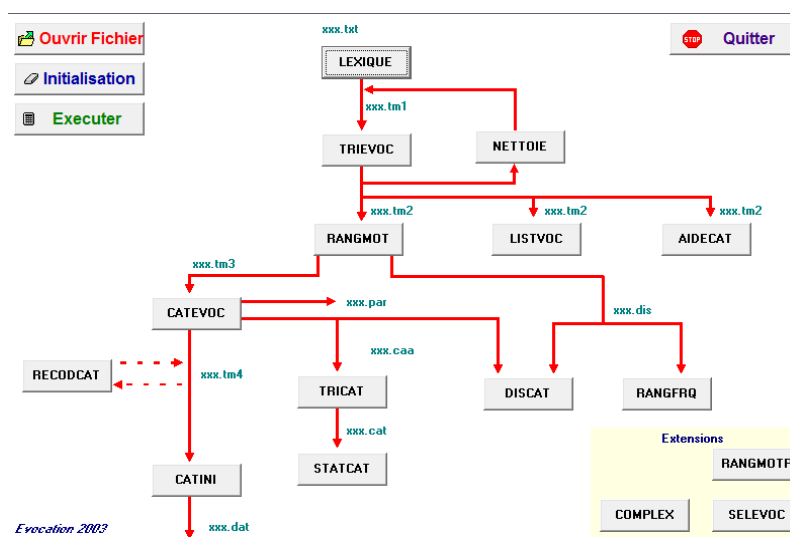 xxx.txt
Ouvrir Fichier
STOP
Quitter
LEXIQUE
Initialisation
xxx.tm1
Executer
TRIEVOC
NETTOIE
xxx.tm2
xxx.tm2
xxx.tm2
RANGMOT
LISTVOC
AIDECAT
xxx.tm3
xxx.par
CATEVOC
xxx.dis
xxx.caa
RECODCAT
xxx.tm4
TRICAT
DISCAT
RANGFRQ
xxx.cat
Extensions
STATCAT
RANGMOTP
CATINI
COMPLEX
SELEVOC
Evocation 2003
xxx.dat